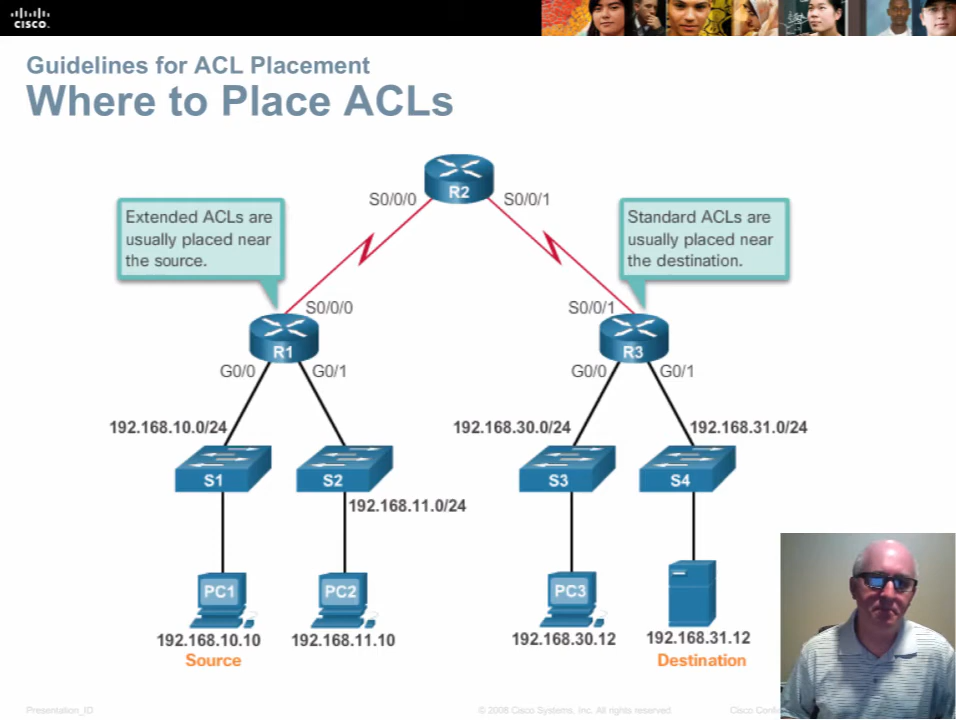 CISCO
Guidelines for ACL Placement
Where to Place ACLs
R2
S0/0/0
S0/0/1
Extended ACLs are
usually placed near
the source.
Standard ACLs are
usually placed near
the destination.
S0/0/0
S0/0/1
R1
R3
G0/0
G0/1
G0/0
G0/1
192.168.10.0/24
192.168.30.0/24
192.168.31.0/24
S1
S2
S3
S4
192.168.11.0/24
PC1
PC2
PC3
192.168.10.10
192.168.11.10
192.168.30.12
192.168.31.12
Source
Destination
Presentation_ID
© 2008 Cisco Systems, Inc. All rights reserved.
Cisco